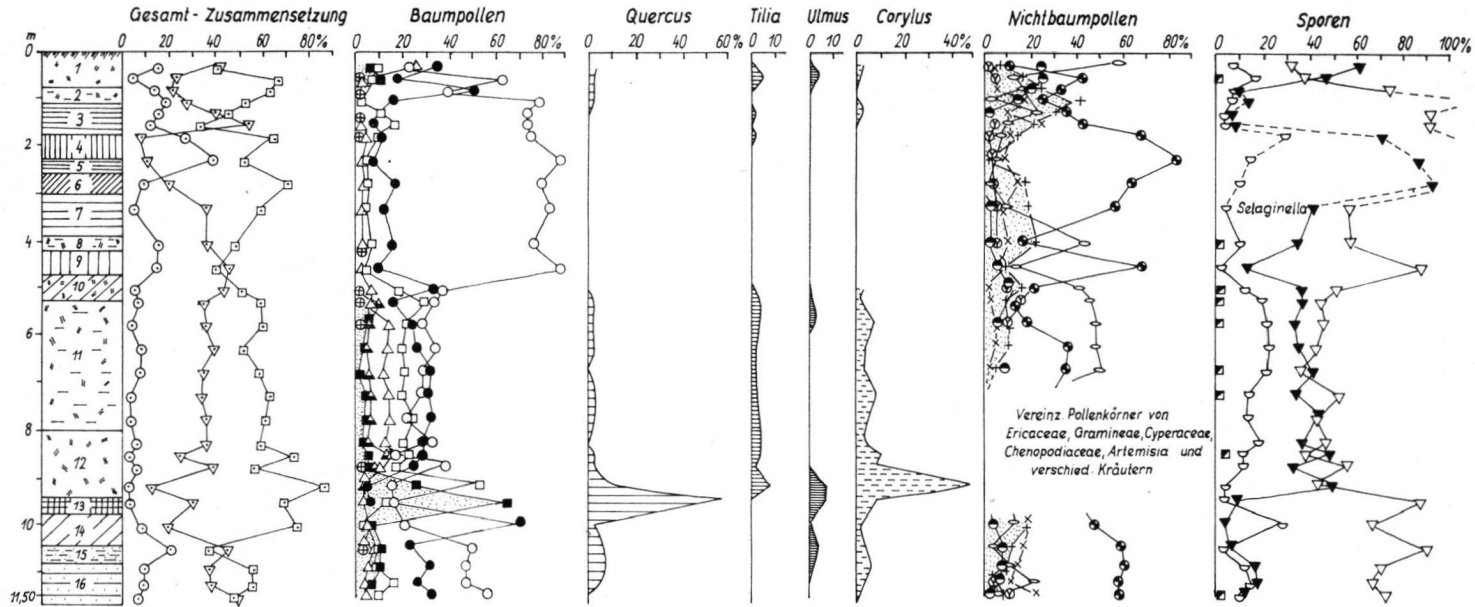 Gesamt - Zusammensetzung
Baumpollen
Quercus
Tilia
Ulmus
Corylus
Nichtbaumpollen
Sporen
m
0 20 40 60 80%
0 20 40 60 80%
0 20 40 60%
0 10
0 10
0 20 40%
0 20 40 60 80%
0 20 40 60 80 100%
0
1
2
3
2
4
5
6
7
4
8
9
10
6
11
8
12
13
10
14
15
16
11,50
Selaginella
Vereinz. Pollenkörner von
Ericaceae, Gramineae, Cyperaceae,
Chenopodiaceae, Artemisia und
verschied. Kräutern